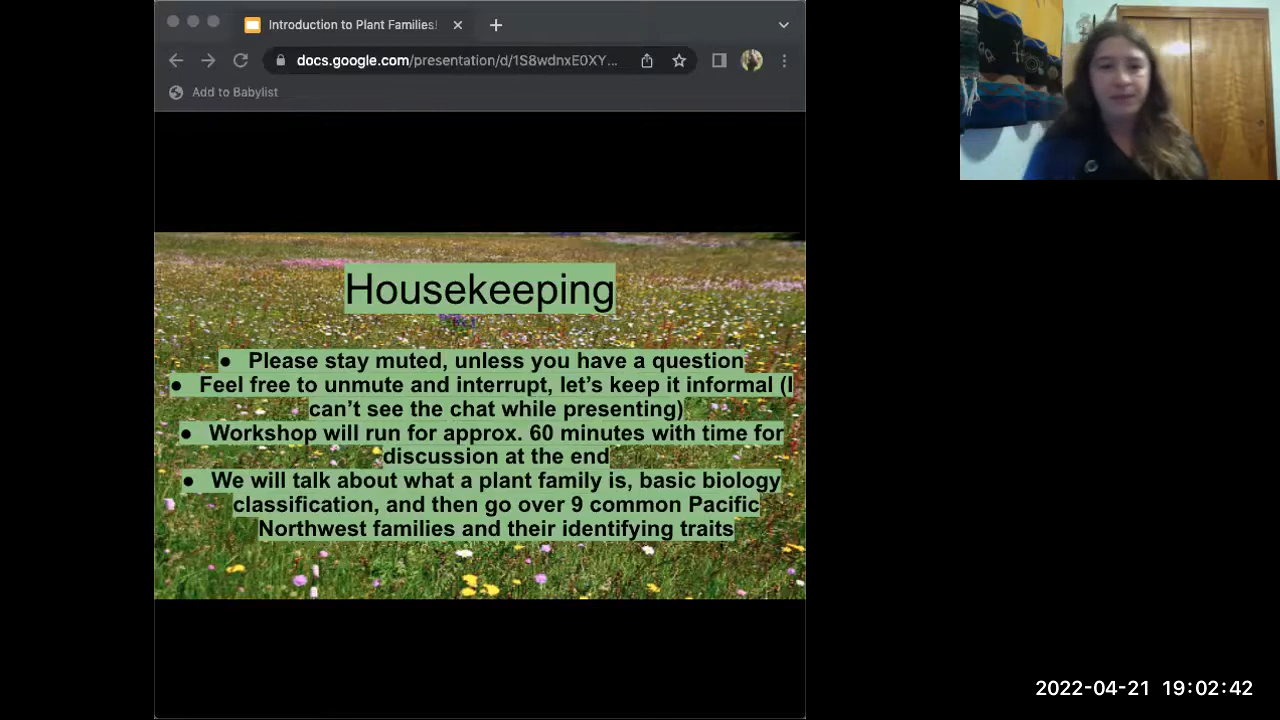 Introduction to Plant Families!
docs.google.com/presentation/d/1S8wdnxE0XY...
Add to Babylist
Housekeeping
● Please stay muted, unless you have a question
● Feel free to unmute and interrupt, let's keep it informal (I
can't see the chat while presenting)
● Workshop will run for approx. 60 minutes with time for
discussion at the end
● We will talk about what a plant family is, basic biology
classification, and then go over 9 common Pacific
Northwest families and their identifying traits
2022-04-21 19:02:42